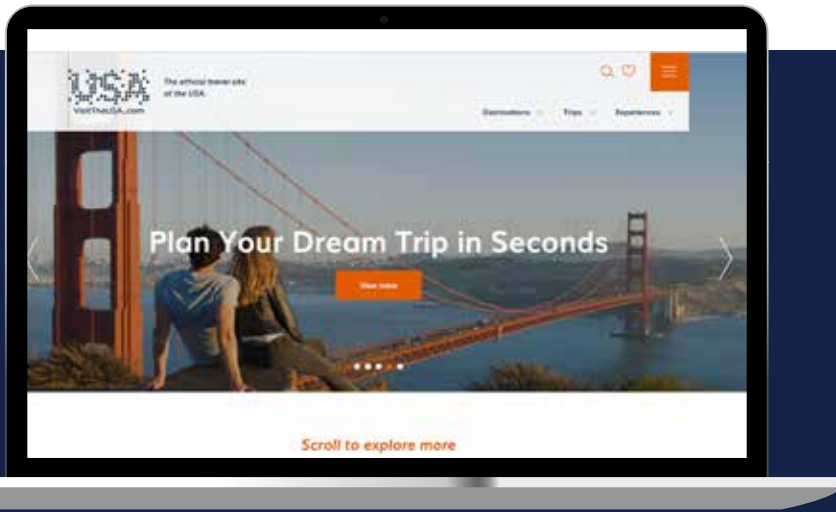 USA
VisitTheUSA.com
The official travel site
of the USA
Destinations
Trips
Experiences
Plan Your Dream Trip in Seconds
View more
Scroll to explore more